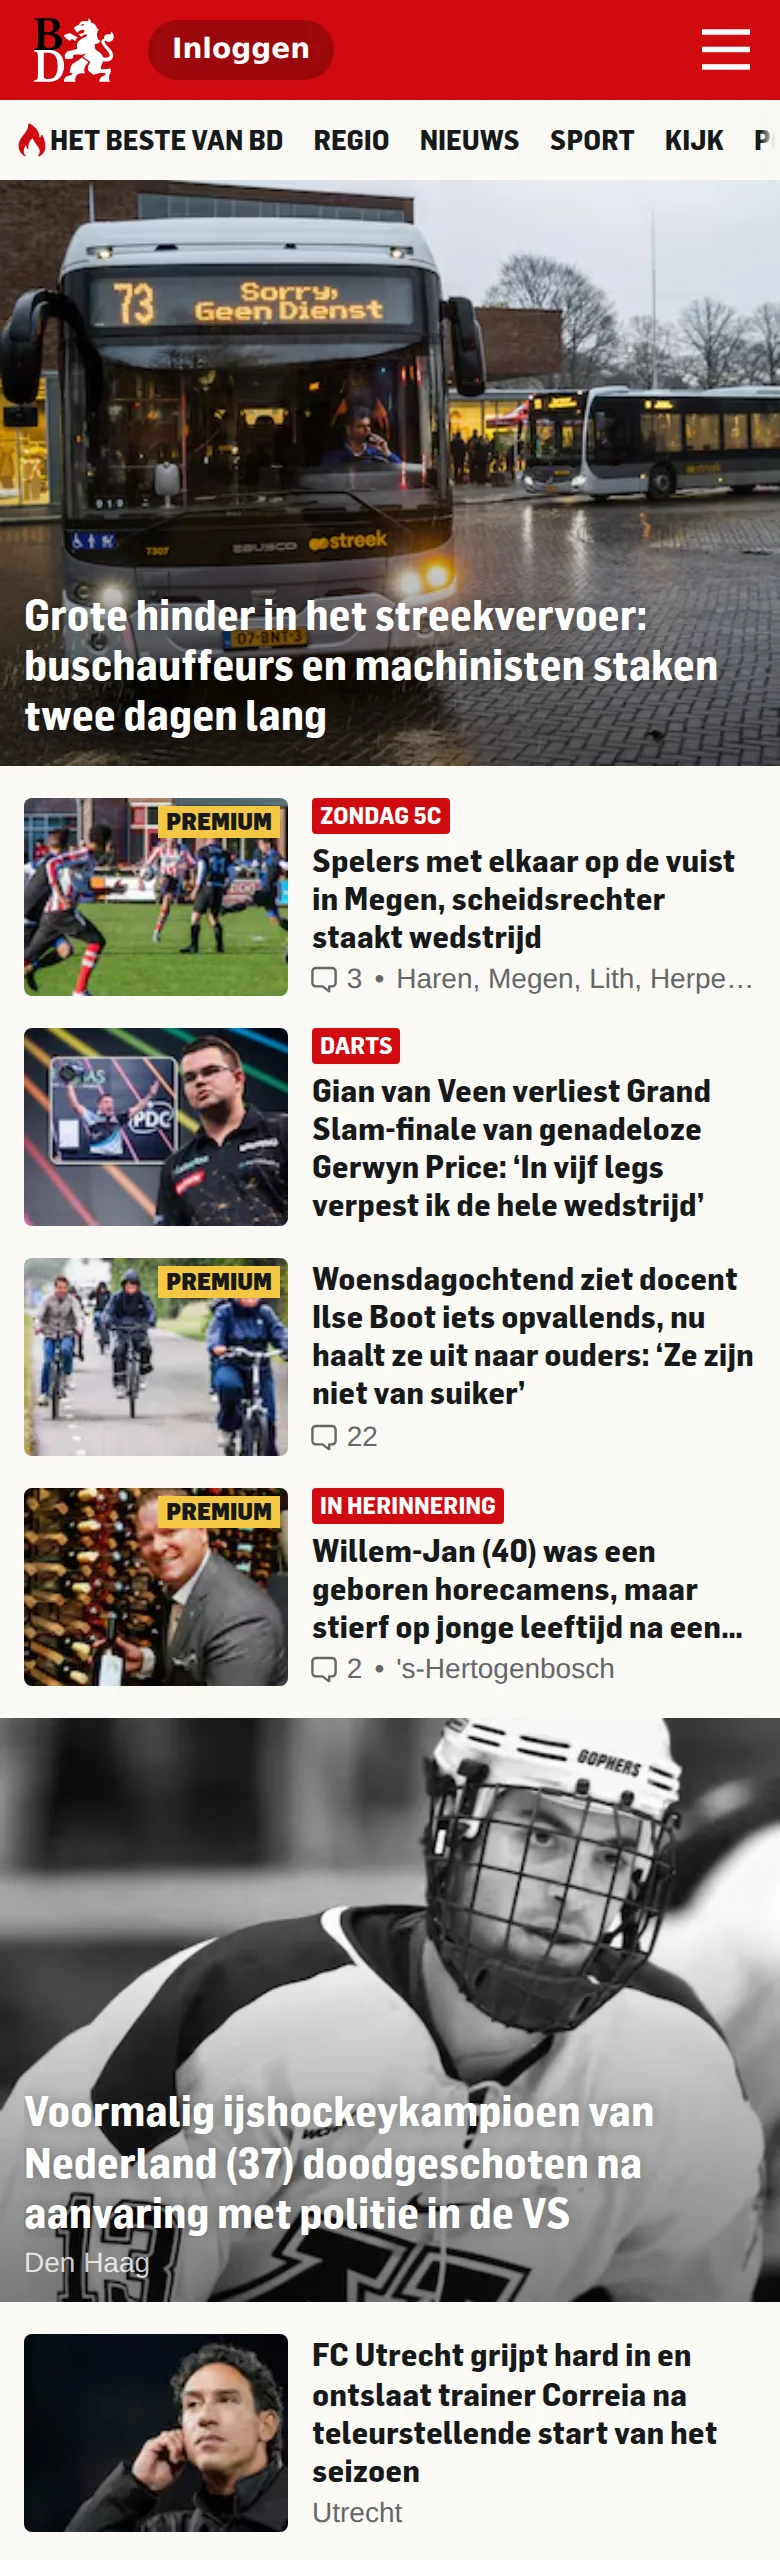 B
D
Inloggen
HET BESTE VAN BD REGIO NIEUWS SPORT KIJK
73 Sorry,
Geen Dienst
919
7307 EBUSCO streek
07-BNT-3
Grote hinder in het streekvervoer:
buschauffeurs en machinisten staken
twee dagen lang
PREMIUM
ZONDAG 5C
Spelers met elkaar op de vuist
in Megen, scheidsrechter
staakt wedstrijd
3 • Haren, Megen, Lith, Herpe…
PDC
DARTS
Gian van Veen verliest Grand
Slam-finale van genadeloze
Gerwyn Price: ‘In vijf legs
verpest ik de hele wedstrijd’
PREMIUM
Woensdagochtend ziet docent
Ilse Boot iets opvallends, nu
haalt ze uit naar ouders: ‘Ze zijn
niet van suiker’
22
PREMIUM
IN HERINNERING
Willem-Jan (40) was een
geboren horecamens, maar
stierf op jonge leeftijd na een...
2 • 's-Hertogenbosch
GOPHERS
Voormalig ijshockeykampioen van
Nederland (37) doodgeschoten na
aanvaring met politie in de VS
Den Haag
13
FC Utrecht grijpt hard in en
ontslaat trainer Correia na
teleurstellende start van het
seizoen
Utrecht